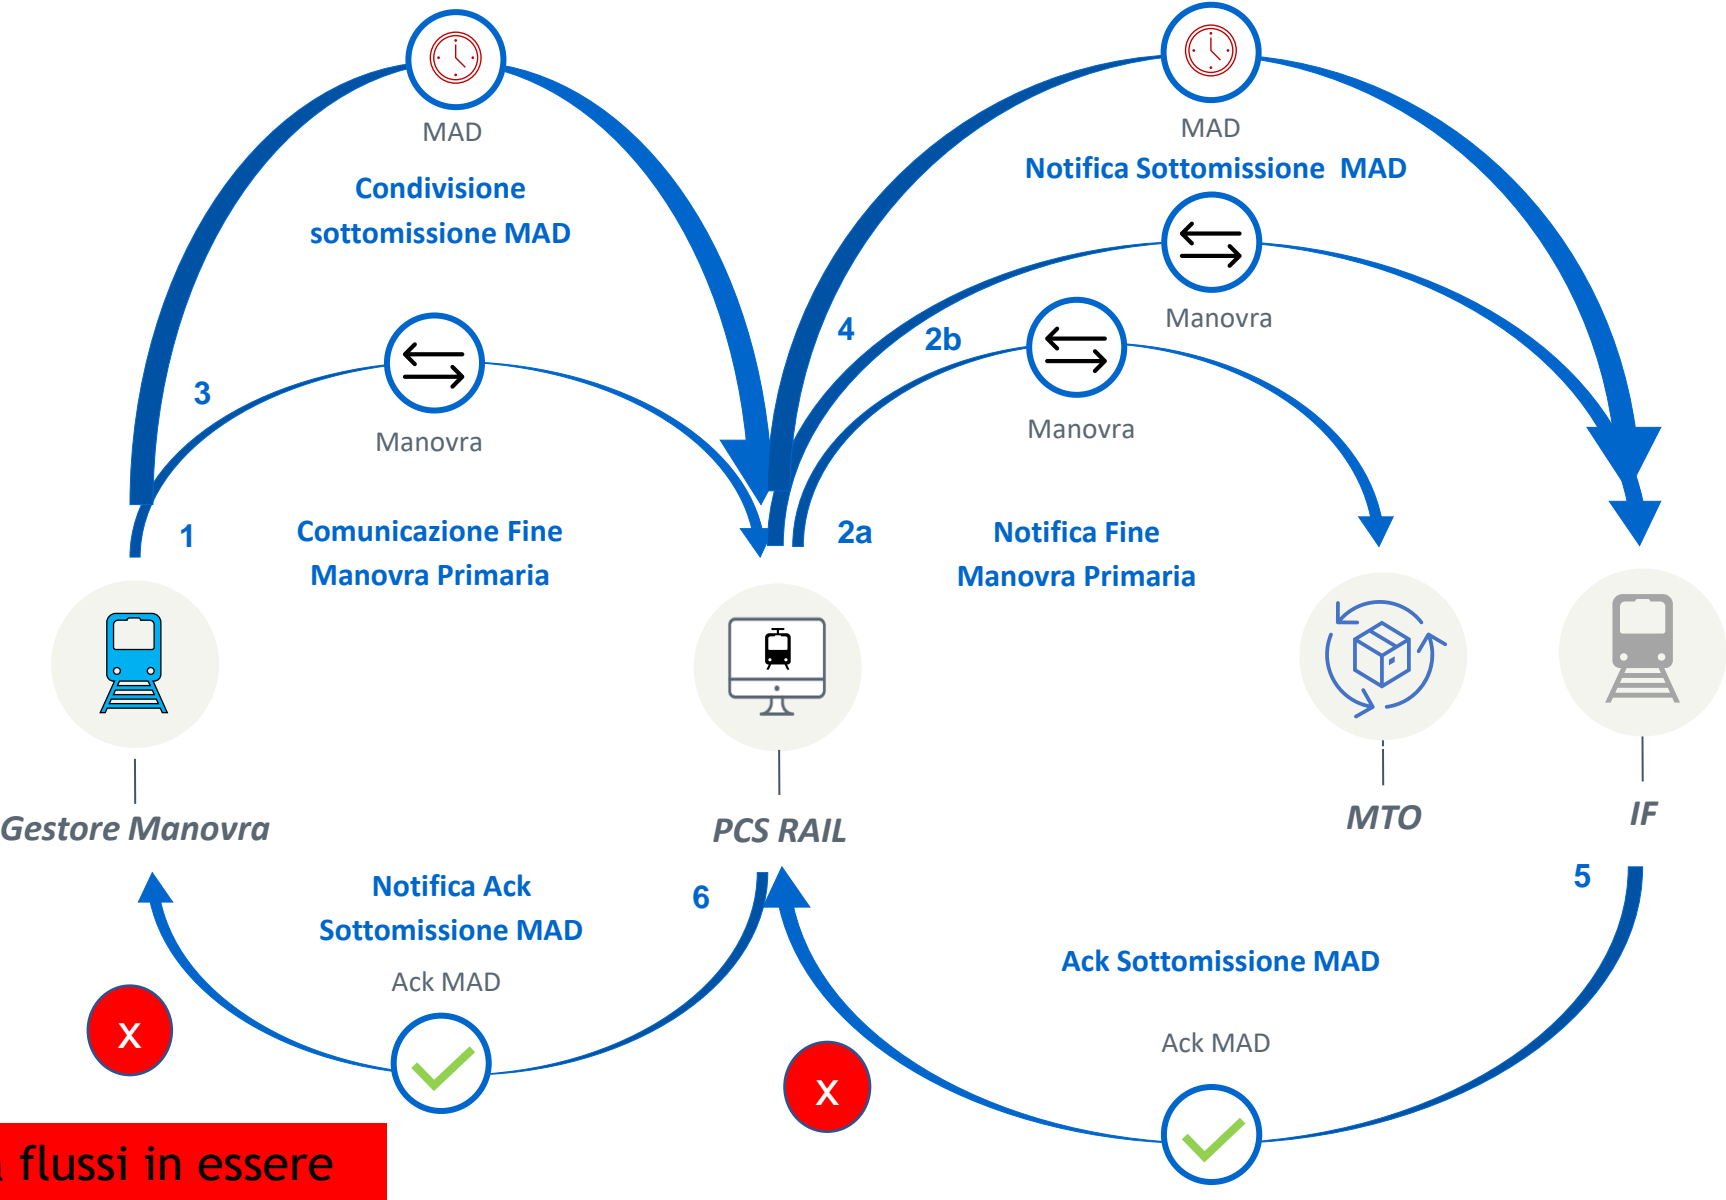 MAD
MAD
Condivisione
sottomissione MAD
Notifica Sottomissione MAD
Manovra
4
2b
3
Manovra
Manovra
1
Comunicazione Fine
Manovra Primaria
2a
Notifica Fine
Manovra Primaria
Gestore Manovra
PCS RAIL
MTO
IF
Notifica Ack
Sottomissione MAD
6
5
Ack MAD
Ack Sottomissione MAD
x
Ack MAD
x
flussi in essere